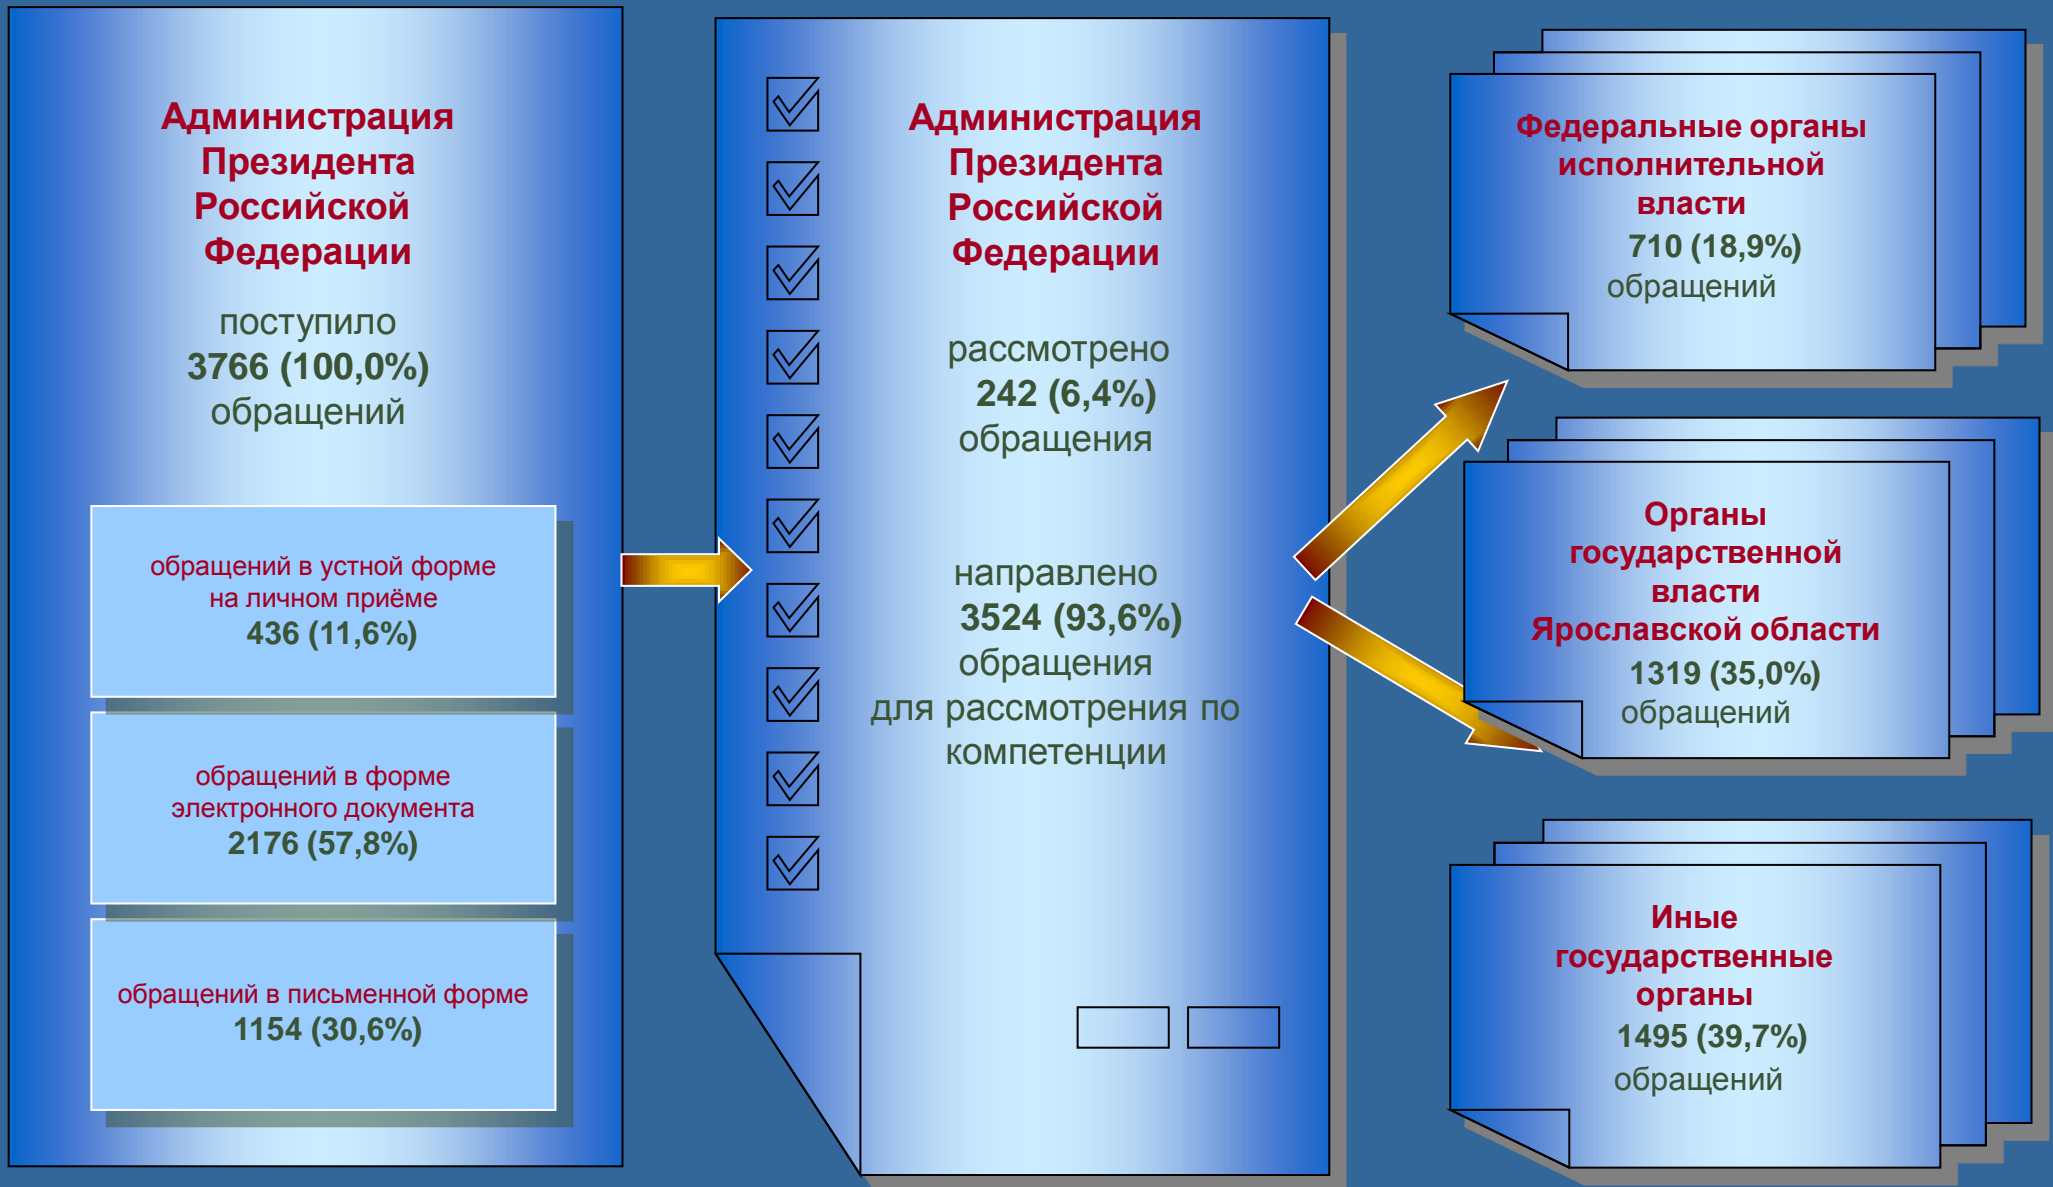 Администрация
Президента
Российской
Федерации
поступило
3766 (100,0%)
обращений
обращений в устной форме
на личном приёме
436 (11,6%)
обращений в форме
электронного документа
2176 (57,8%)
обращений в письменной форме
1154 (30,6%)
Администрация
Президента
Российской
Федерации
рассмотрено
242 (6,4%)
обращения
направлено
3524 (93,6%)
обращения
для рассмотрения по
компетенции
Федеральные органы
исполнительной
власти
710 (18,9%)
обращений
Органы
государственной
власти
Ярославской области
1319 (35,0%)
обращений
Иные
государственные
органы
1495 (39,7%)
обращений